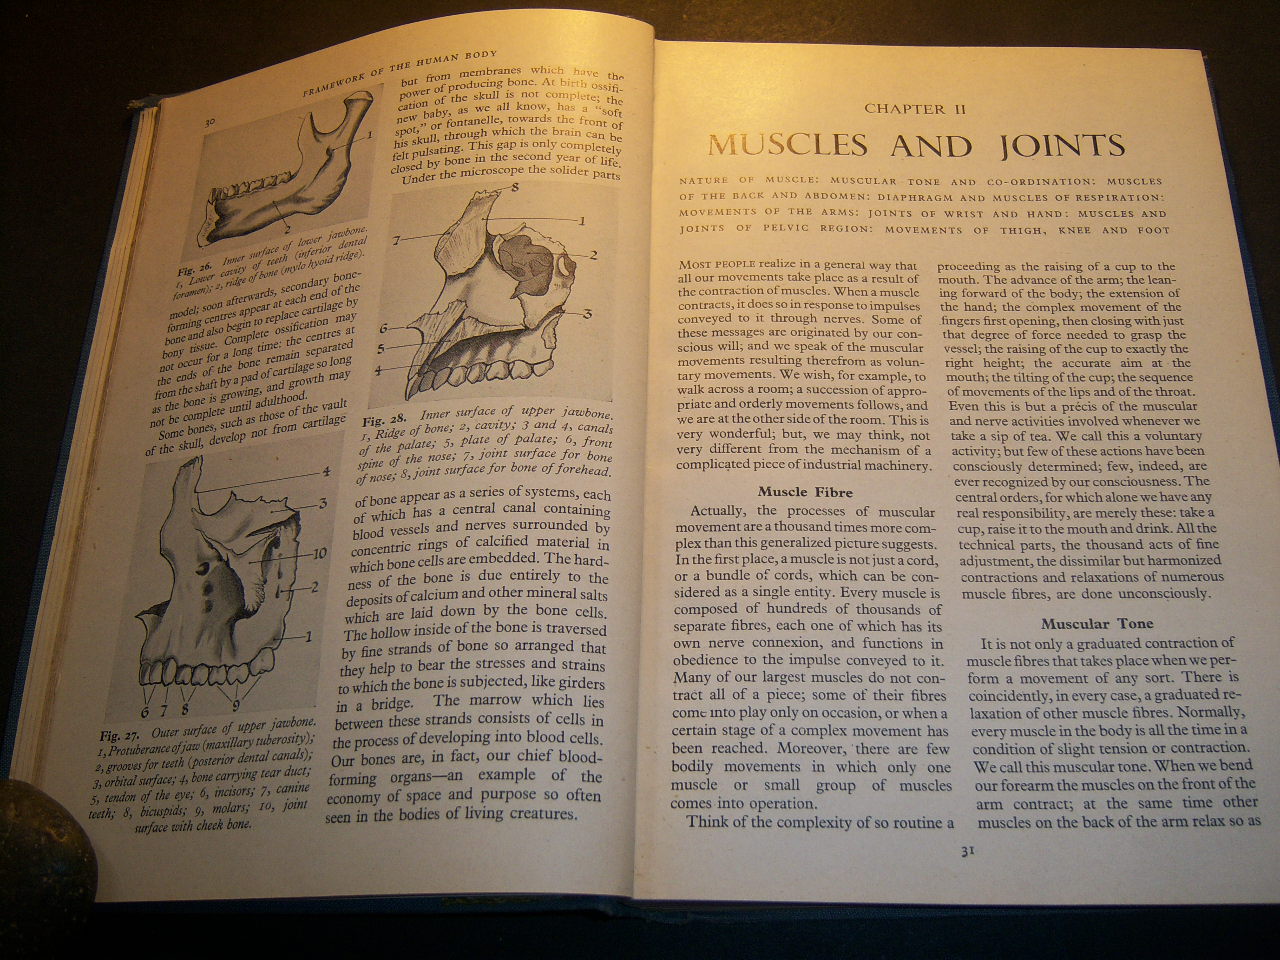 30
FRAMEWORK OF THE HUMAN BODY
1
2
Fig. 26. Inner surface of lower jawbone.
1, Lower cavity of teeth (inferior dental
foramen); 2, ridge of bone (mylo hyoid ridge).
model; soon afterwards, secondary bone-
forming centres appear at each end of the
bone and also begin to replace cartilage by
bony tissue. Complete ossification may
not occur for a long time: the centres at
the ends of the bone remain separated
from the shaft by a pad of cartilage so long
as the bone is growing, and growth may
not be complete until adulthood.
Some bones, such as those of the vault
of the skull, develop not from cartilage
4
3
10
2
1
6 7 8 9
Fig. 27. Outer surface of upper jawbone.
1, Protuberance of jaw (maxillary tuberosity);
2, grooves for teeth (posterior dental canals);
3, orbital surface; 4, bone carrying tear duct;
5, tendon of the eye; 6, incisors; 7, canine
teeth; 8, bicuspids; 9, molars; 10, joint
surface with cheek bone.
but from membranes which have the
power of producing bone. At birth ossifi-
cation of the skull is not complete; the
new baby, as we all know, has a "soft
spot," or fontanelle, towards the front of
his skull, through which the brain can be
felt pulsating. This gap is only completely
closed by bone in the second year of life.
Under the microscope the solider parts
8
1
7
2
3
6
5
4
Fig. 28. Inner surface of upper jawbone.
1, Ridge of bone; 2, cavity; 3 and 4, canals
of the palate; 5, plate of palate; 6, front
spine of the nose; 7, joint surface for bone
of nose; 8, joint surface for bone of forehead.
of bone appear as a series of systems, each
of which has a central canal containing
blood vessels and nerves surrounded by
concentric rings of calcified material in
which bone cells are embedded. The hard-
ness of the bone is due entirely to the
deposits of calcium and other mineral salts
which are laid down by the bone cells.
The hollow inside of the bone is traversed
by fine strands of bone so arranged that
they help to bear the stresses and strains
to which the bone is subjected, like girders
in a bridge. The marrow which lies
between these strands consists of cells in
the process of developing into blood cells.
Our bones are, in fact, our chief blood-
forming organs—an example of the
economy of space and purpose so often
seen in the bodies of living creatures.
CHAPTER II
MUSCLES AND JOINTS
NATURE OF MUSCLE: MUSCULAR TONE AND CO-ORDINATION: MUSCLES
OF THE BACK AND ABDOMEN: DIAPHRAGM AND MUSCLES OF RESPIRATION:
MOVEMENTS OF THE ARMS: JOINTS OF WRIST AND HAND: MUSCLES AND
JOINTS OF PELVIC REGION: MOVEMENTS OF THIGH, KNEE AND FOOT
MOST PEOPLE realize in a general way that
all our movements take place as a result of
the contraction of muscles. When a muscle
contracts, it does so in response to impulses
conveyed to it through nerves. Some of
these messages are originated by our con-
scious will; and we speak of the muscular
movements resulting therefrom as volun-
tary movements. We wish, for example, to
walk across a room; a succession of appro-
priate and orderly movements follows, and
we are at the other side of the room. This is
very wonderful; but, we may think, not
very different from the mechanism of a
complicated piece of industrial machinery.
Muscle Fibre
Actually, the processes of muscular
movement are a thousand times more com-
plex than this generalized picture suggests.
In the first place, a muscle is not just a cord,
or a bundle of cords, which can be con-
sidered as a single entity. Every muscle is
composed of hundreds of thousands of
separate fibres, each one of which has its
own nerve connexion, and functions in
obedience to the impulse conveyed to it.
Many of our largest muscles do not con-
tract all of a piece; some of their fibres
come into play only on occasion, or when a
certain stage of a complex movement has
been reached. Moreover, there are few
bodily movements in which only one
muscle or small group of muscles
comes into operation.
Think of the complexity of so routine a
proceeding as the raising of a cup to the
mouth. The advance of the arm; the lean-
ing forward of the body; the extension of
the hand; the complex movement of the
fingers first opening, then closing with just
that degree of force needed to grasp the
vessel; the raising of the cup to exactly the
right height; the accurate aim at the
mouth; the tilting of the cup; the sequence
of movements of the lips and of the throat.
Even this is but a précis of the muscular
and nerve activities involved whenever we
take a sip of tea. We call this a voluntary
activity; but few of these actions have been
consciously determined; few, indeed, are
ever recognized by our consciousness. The
central orders, for which alone we have any
real responsibility, are merely these: take a
cup, raise it to the mouth and drink. All the
technical parts, the thousand acts of fine
adjustment, the dissimilar but harmonized
contractions and relaxations of numerous
muscle fibres, are done unconsciously.
Muscular Tone
It is not only a graduated contraction of
muscle fibres that takes place when we per-
form a movement of any sort. There is
coincidently, in every case, a graduated re-
laxation of other muscle fibres. Normally,
every muscle in the body is all the time in a
condition of slight tension or contraction.
We call this muscular tone. When we bend
our forearm the muscles on the front of the
arm contract; at the same time other
muscles on the back of the arm relax so as
31